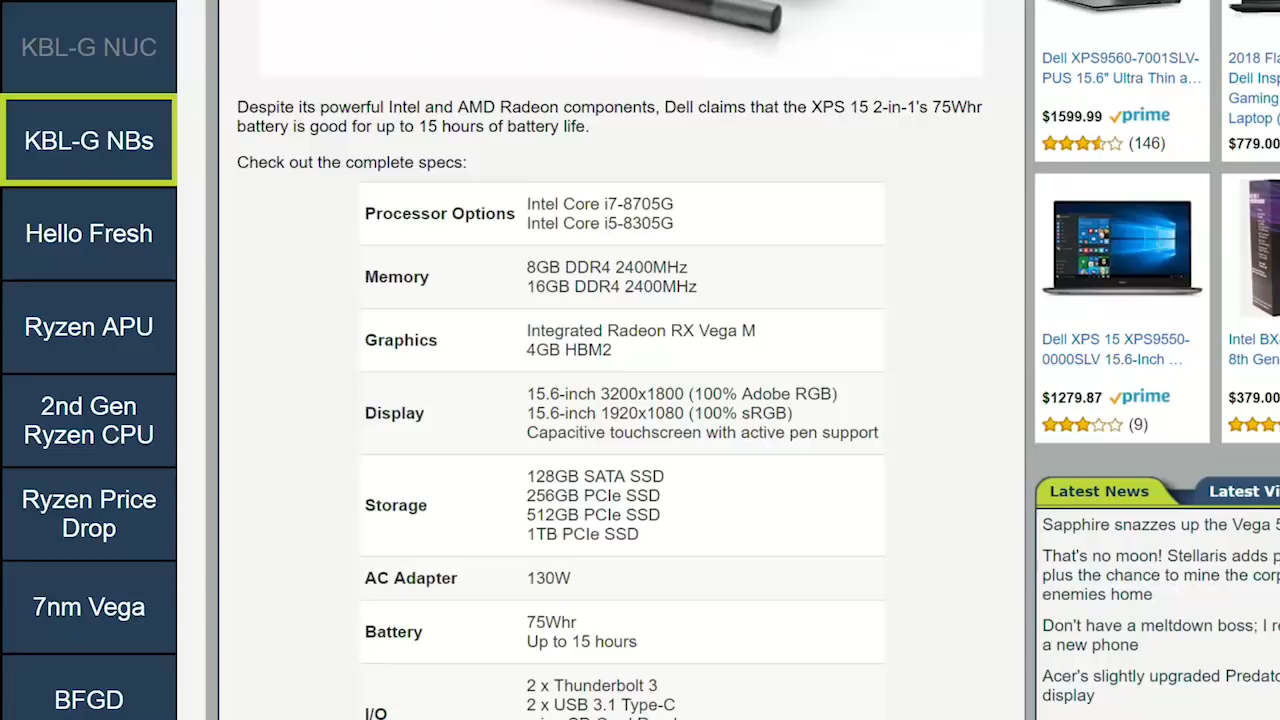 KBL-G NUC
KBL-G NBs
Hello Fresh
Ryzen APU
2nd Gen
Ryzen CPU
Ryzen Price
Drop
7nm Vega
BFGD
Despite its powerful Intel and AMD Radeon components, Dell claims that the XPS 15 2-in-1's 75Whr
battery is good for up to 15 hours of battery life.
Check out the complete specs:
Processor Options
Intel Core i7-8705G
Intel Core i5-8305G
Memory
8GB DDR4 2400MHz
16GB DDR4 2400MHz
Graphics
Integrated Radeon RX Vega M
4GB HBM2
Display
15.6-inch 3200x1800 (100% Adobe RGB)
15.6-inch 1920x1080 (100% sRGB)
Capacitive touchscreen with active pen support
Storage
128GB SATA SSD
256GB PCIe SSD
512GB PCIe SSD
1TB PCIe SSD
AC Adapter
130W
Battery
75Whr
Up to 15 hours
I/O
2 x Thunderbolt 3
2 x USB 3.1 Type-C
Dell XPS9560-7001SLV-
PUS 15.6" Ultra Thin a...
$1599.99 prime
(146)
2018 Fla
Dell Insp
Gaming
Laptop (
$779.00
Dell XPS 15 XPS9550-
0000SLV 15.6-Inch ...
$1279.87 prime
(9)
Intel BX
8th Gen
$379.00
Latest News
Latest Vi
Sapphire snazzes up the Vega 5
That's no moon! Stellaris adds p
plus the chance to mine the corp
enemies home
Don't have a meltdown boss; I re
a new phone
Acer's slightly upgraded Predato
display